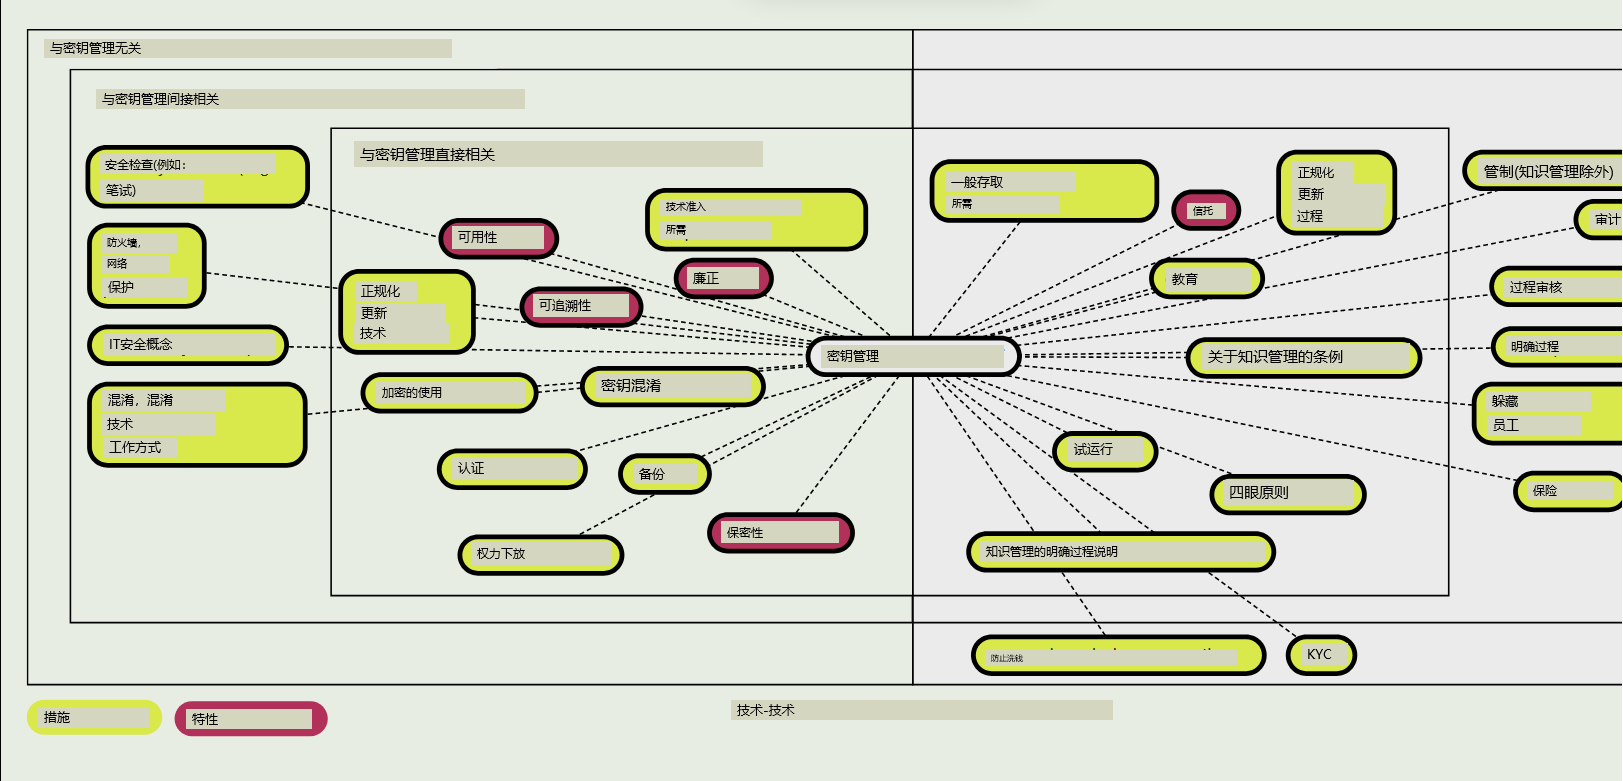 与密钥管理无关
与密钥管理间接相关
与密钥管理直接相关
安全检查(例如:
笔试)
防火墙,
网络
保护
IT安全概念
混淆，混淆
技术
工作方式
可用性
技术准入
所需
廉正
正规化
更新
技术
可追溯性
密钥管理
加密的使用
密钥混淆
认证
备份
保密性
权力下放
一般存取
所需
信托
正规化
更新
过程
管制(知识管理除外)
审计
教育
过程审核
关于知识管理的条例
明确过程
躲藏
员工
试运行
四眼原则
保险
知识管理的明确过程说明
防止洗钱
KYC
措施
特性
技术-技术